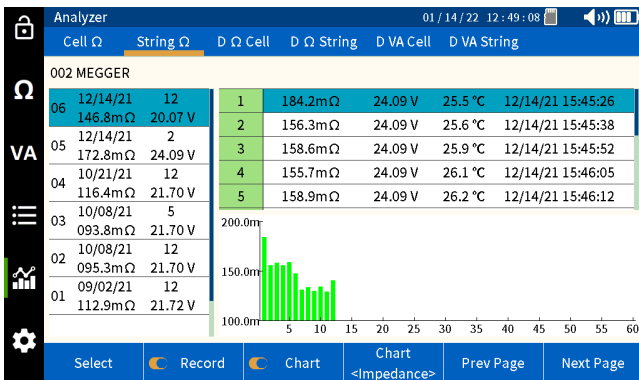 Analyzer 01/14/22 12:49:08
Cell Ω String Ω D Ω Cell D Ω String D VA Cell D VA String
002 MEGGER
Ω
VA
06 12/14/21 12
146.8mΩ 20.07 V
05 12/14/21 2
172.8mΩ 24.09 V
04 10/21/21 12
116.4mΩ 21.70 V
03 10/08/21 5
093.8mΩ 21.70 V
02 10/08/21 12
095.3mΩ 21.70 V
01 09/02/21 12
112.9mΩ 21.72 V
1 184.2mΩ 24.09 V 25.5 °C 12/14/21 15:45:26
2 156.3mΩ 24.09 V 25.6 °C 12/14/21 15:45:38
3 158.6mΩ 24.09 V 25.9 °C 12/14/21 15:45:52
4 155.7mΩ 24.09 V 26.1 °C 12/14/21 15:46:05
5 158.9mΩ 24.09 V 26.2 °C 12/14/21 15:46:12
200.0m
150.0m
100.0m
5 10 15 20 25 30 35 40 45 50 55 60
Select Record Chart Chart Prev Page Next Page
<Impedance>